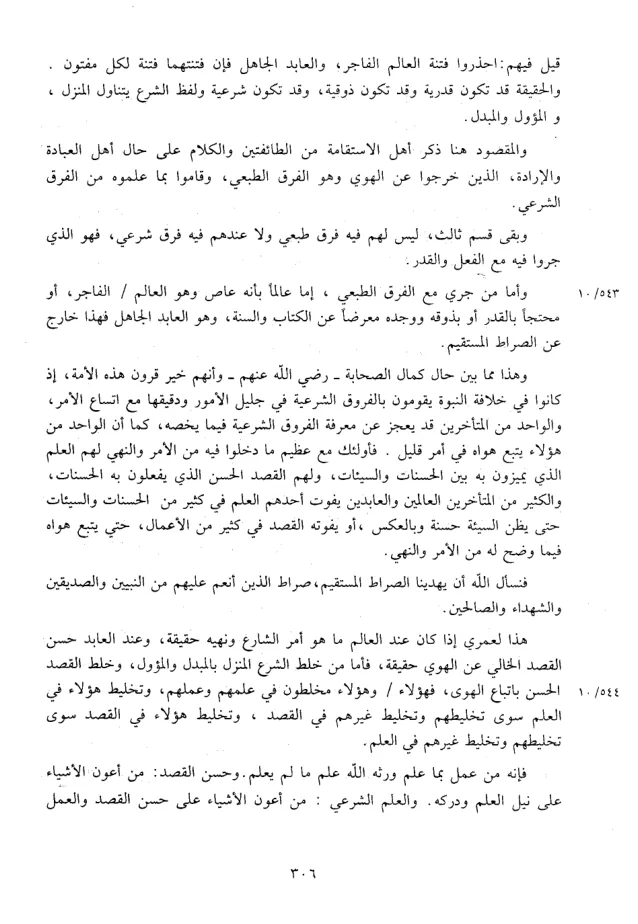 قيل فيهم: احذروا فتنة العالم الفاجر، والعابد الجاهل فإن فتنتهما فتنة لكل مفتون .
والحقيقة قد تكون قدرية وقد تكون ذوقية، وقد تكون شرعية ولفظ الشرع يتناول المنزل ،
و المؤول والمبدل.
والمقصود هنا ذكر أهل الاستقامة من الطائفتين والكلام على حال أهل العبادة
والإرادة، الذين خرجوا عن الهوي وهو الفرق الطبعي، وقاموا بما علموه من الفرق
الشرعي.
وبقى قسم ثالث، ليس لهم فيه فرق طبعي ولا عندهم فيه فرق شرعي، فهو الذي
جروا فيه مع الفعل والقدر.
وأما من جري مع الفرق الطبعي ، إما عالماً بأنه عاص وهو العالم / الفاجر، أو ١٠/٥٤٣
محتجاً بالقدر أو بذوقه ووجده معرضاً عن الكتاب والسنة، وهو العابد الجاهل فهذا خارج
عن الصراط المستقيم.
وهذا مما بين حال كمال الصحابة ـ رضي اللّه عنهم ـ وأنهم خير قرون هذه الأمة، إذ
كانوا في خلافة النبوة يقومون بالفروق الشرعية في جليل الأمور ودقيقها مع اتساع الأمر،
والواحد من المتأخرين قد يعجز عن معرفة الفروق الشرعية فيما يخصه، كما أن الواحد من
هؤلاء يتبع هواه في أمر قليل . فأولئك مع عظيم ما دخلوا فيه من الأمر والنهي لهم العلم
الذي يميزون به بين الحسنات والسيئات، ولهم القصد الحسن الذي يفعلون به الحسنات،
والكثير من المتأخرين العالمين والعابدين يفوت أحدهم العلم في كثير من الحسنات والسيئات
حتى يظن السيئة حسنة وبالعكس ،أو يفوته القصد في كثير من الأعمال، حتي يتبع هواه
فيما وضح له من الأمر والنهي.
فنسأل اللّه أن يهدينا الصراط المستقيم،صراط الذين أنعم عليهم من النبيين والصديقين
والشهداء والصالحين.
هذا لعمري إذا كان عند العالم ما هو أمر الشارع ونهيه حقيقة، وعند العابد حسن
القصد الخالي عن الهوي حقيقة، فأما من خلط الشرع المنزل بالمبدل والمؤول، وخلط القصد
الحسن باتباع الهوى، فهؤلاء / وهؤلاء مخلطون في علمهم وعملهم، وتخليط هؤلاء في ١٠/٥٤٤
العلم سوى تخليطهم وتخليط غيرهم في القصد ، وتخليط هؤلاء في القصد سوى
تخليطهم وتخليط غيرهم في العلم.
فإنه من عمل بما علم ورثه اللّه علم ما لم يعلم.وحسن القصد: من أعون الأشياء
على نيل العلم ودركه. والعلم الشرعي : من أعون الأشياء على حسن القصد والعمل
٣٠٦